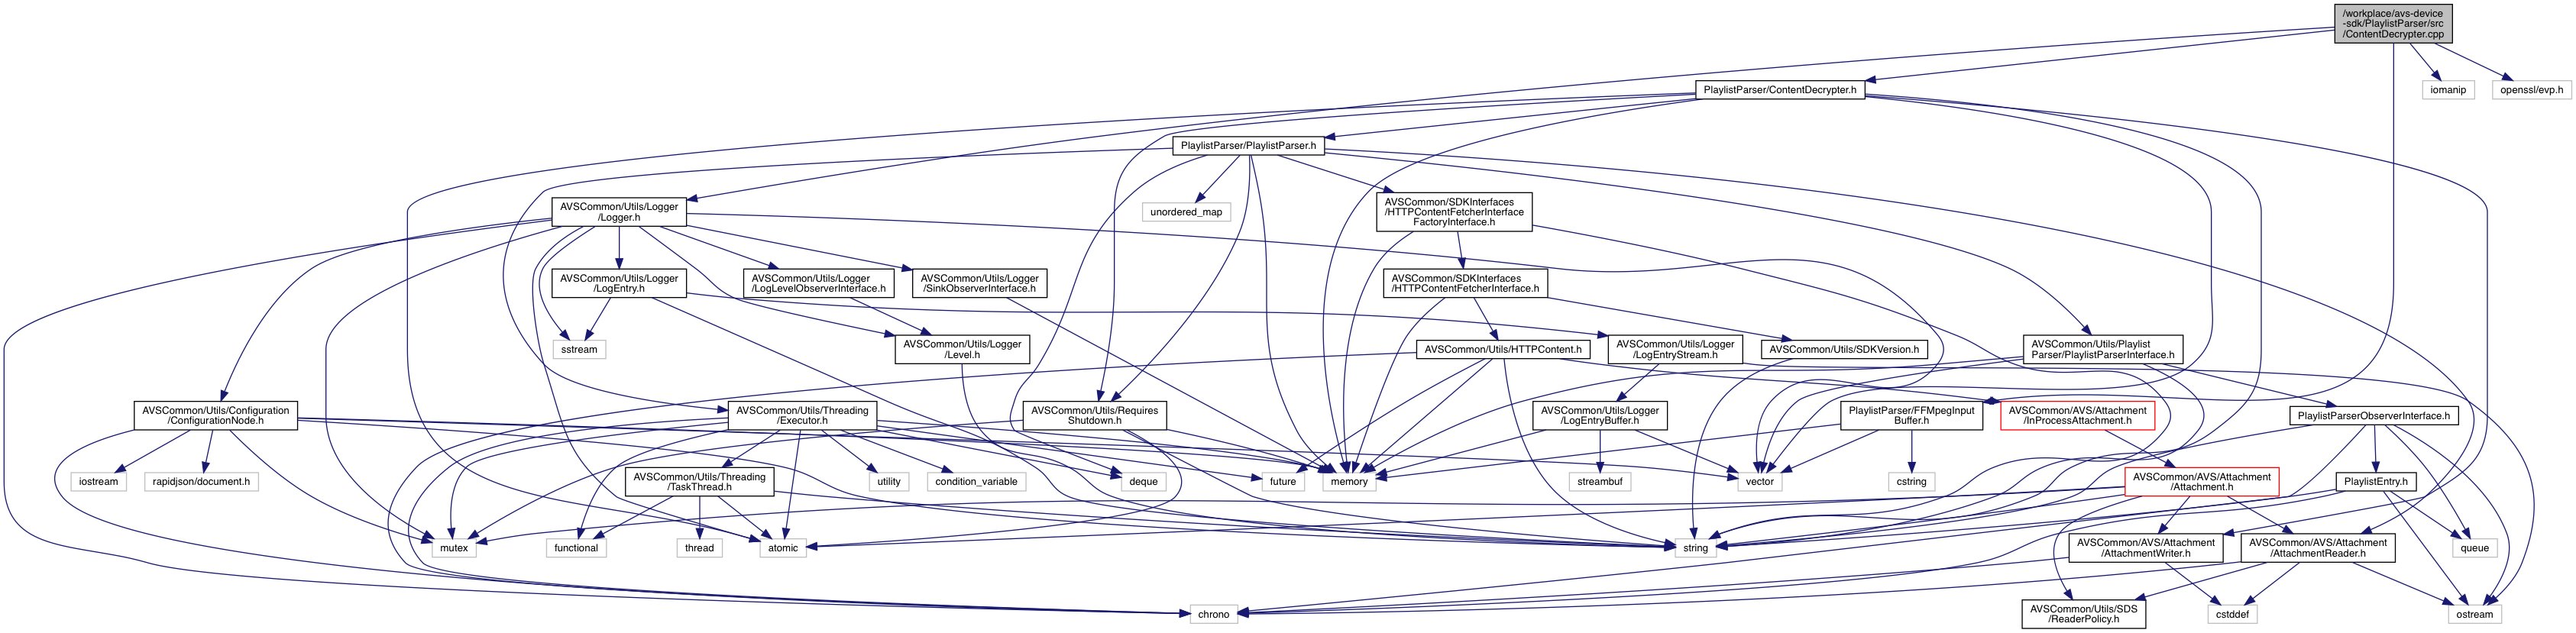 /workplace/avs-device
-sdk/PlaylistParser/src
/ContentDecrypter.cpp
PlaylistParser/ContentDecrypter.h
iomanip
openssl/evp.h
PlaylistParser/PlaylistParser.h
AVSCommon/Utils/Logger
/Logger.h
unordered_map
AVSCommon/SDKInterfaces
/HTTPContentFetcherInterface
FactoryInterface.h
AVSCommon/Utils/Logger
/LogEntry.h
AVSCommon/Utils/Logger
/LogLevelObserverInterface.h
AVSCommon/Utils/Logger
/SinkObserverInterface.h
AVSCommon/SDKInterfaces
/HTTPContentFetcherInterface.h
sstream
AVSCommon/Utils/Logger
/Level.h
AVSCommon/Utils/HTTPContent.h
AVSCommon/Utils/Logger
/LogEntryStream.h
AVSCommon/Utils/SDKVersion.h
AVSCommon/Utils/Playlist
Parser/PlaylistParserInterface.h
AVSCommon/Utils/Configuration
/ConfigurationNode.h
AVSCommon/Utils/Threading
/Executor.h
AVSCommon/Utils/Requires
Shutdown.h
AVSCommon/Utils/Logger
/LogEntryBuffer.h
PlaylistParser/FFMpegInput
Buffer.h
AVSCommon/AVS/Attachment
/InProcessAttachment.h
PlaylistParserObserverInterface.h
iostream
rapidjson/document.h
AVSCommon/Utils/Threading
/TaskThread.h
utility
condition_variable
deque
future
memory
streambuf
vector
cstring
AVSCommon/AVS/Attachment
/Attachment.h
PlaylistEntry.h
mutex
functional
thread
atomic
string
AVSCommon/AVS/Attachment
/AttachmentWriter.h
AVSCommon/AVS/Attachment
/AttachmentReader.h
queue
chrono
AVSCommon/Utils/SDS
/ReaderPolicy.h
cstddef
ostream